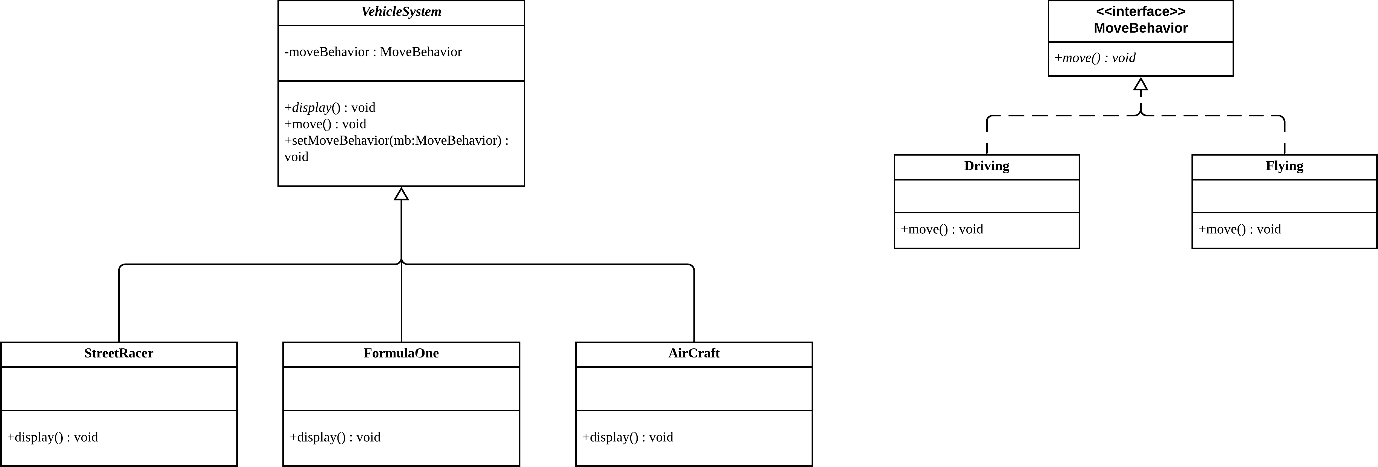 VehicleSystem
-moveBehavior : MoveBehavior
+display() : void
+move() : void
+setMoveBehavior(mb:MoveBehavior) :
void
<<interface>>
MoveBehavior
+move() : void
Driving
+move() : void
Flying
+move() : void
StreetRacer
+display() : void
FormulaOne
+display() : void
AirCraft
+display() : void